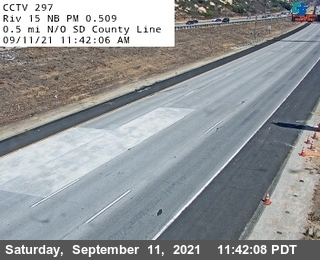 CCTV 297
Riv 15 NB PM 0.509
0.5 mi N/O SD County Line
09/11/21 11:42:06 AM
Saturday, September 11, 2021 11:42:08 PDT